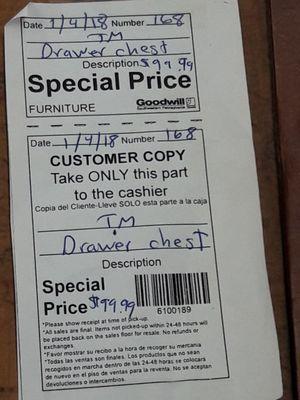 Date 1/4/18 Number 168
JM
Drawer chest
Description $99.99
Special Price
FURNITURE Goodwill
Southwestern Pennsylvania
Date 1/4/18 Number 168
CUSTOMER COPY
Take ONLY this part
to the cashier
Copia del Cliente-Lleve SOLO esta parte a la caja
JM
Drawer chest
Description
Special
Price $99.99
6100189
*Please show receipt at time of pick-up.
*All sales are final. Items not picked-up within 24-48 hours will
be placed back on the sales floor for resale. No refunds or
exchanges.
*Favor mostrar su recibo a la hora de recoger su mercancia
*Todas las ventas son finales. Los productos que no séan
recogidos en marcha dentro de las 24-48 horas se colocara
de nuevo en el piso de ventas para la reventa. No se aceptan
devoluciones o intercambios.